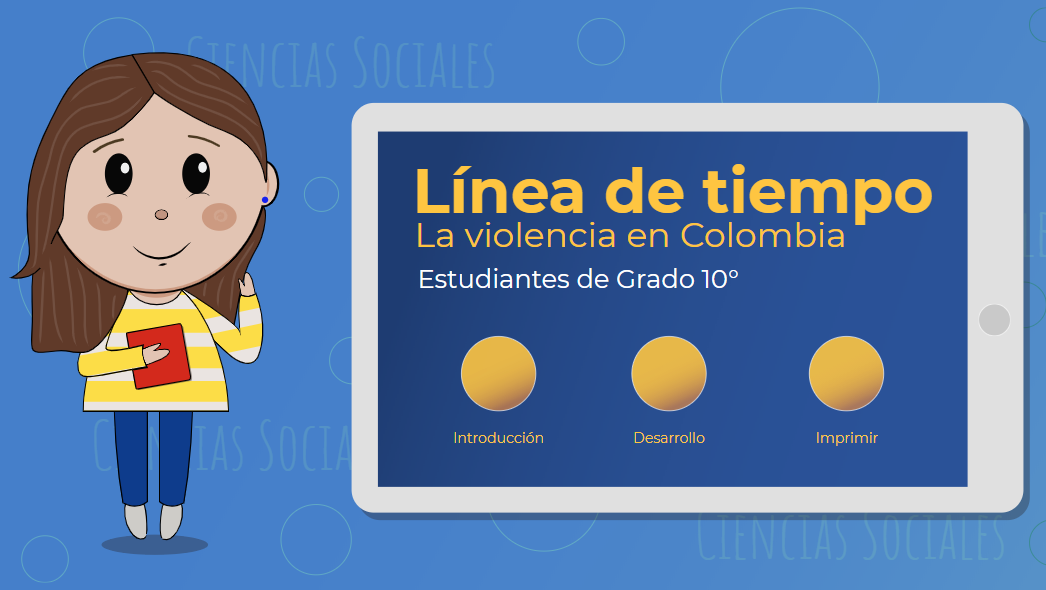 Ciencias Sociales
Línea de tiempo
La violencia en Colombia
Estudiantes de Grado 10°
Introducción
Desarrollo
Imprimir
Ciencias Socia
Ciencias Sociales